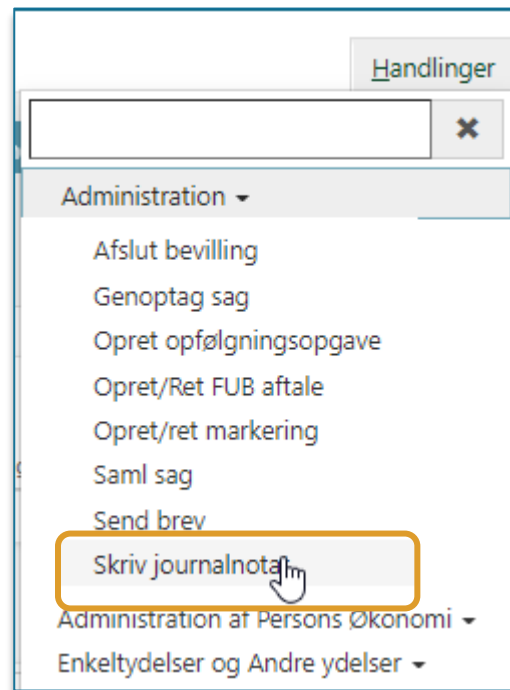 Handlinger
Administration
Afslut bevilling
Genoptag sag
Opret opfølgningsopgave
Opret/Ret FUB aftale
Opret/ret markering
Saml sag
Send brev
Skriv journalnotat
Administration af Persons Økonomi
Enkeltydelser og Andre ydelser